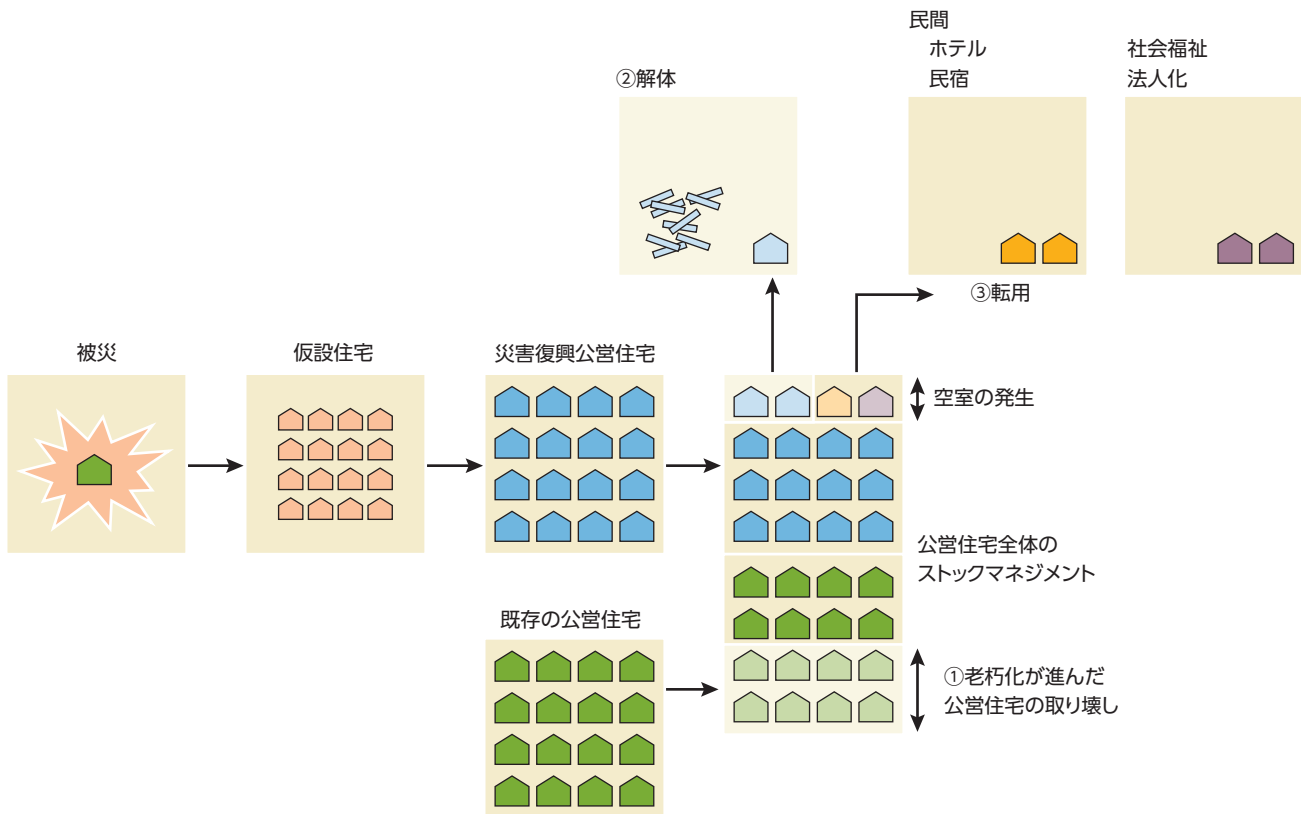 民間
ホテル
民宿
社会福祉
法人化
②解体
③転用
被災
仮設住宅
災害復興公営住宅
空室の発生
公営住宅全体の
ストックマネジメント
既存の公営住宅
①老朽化が進んだ
公営住宅の取り壊し